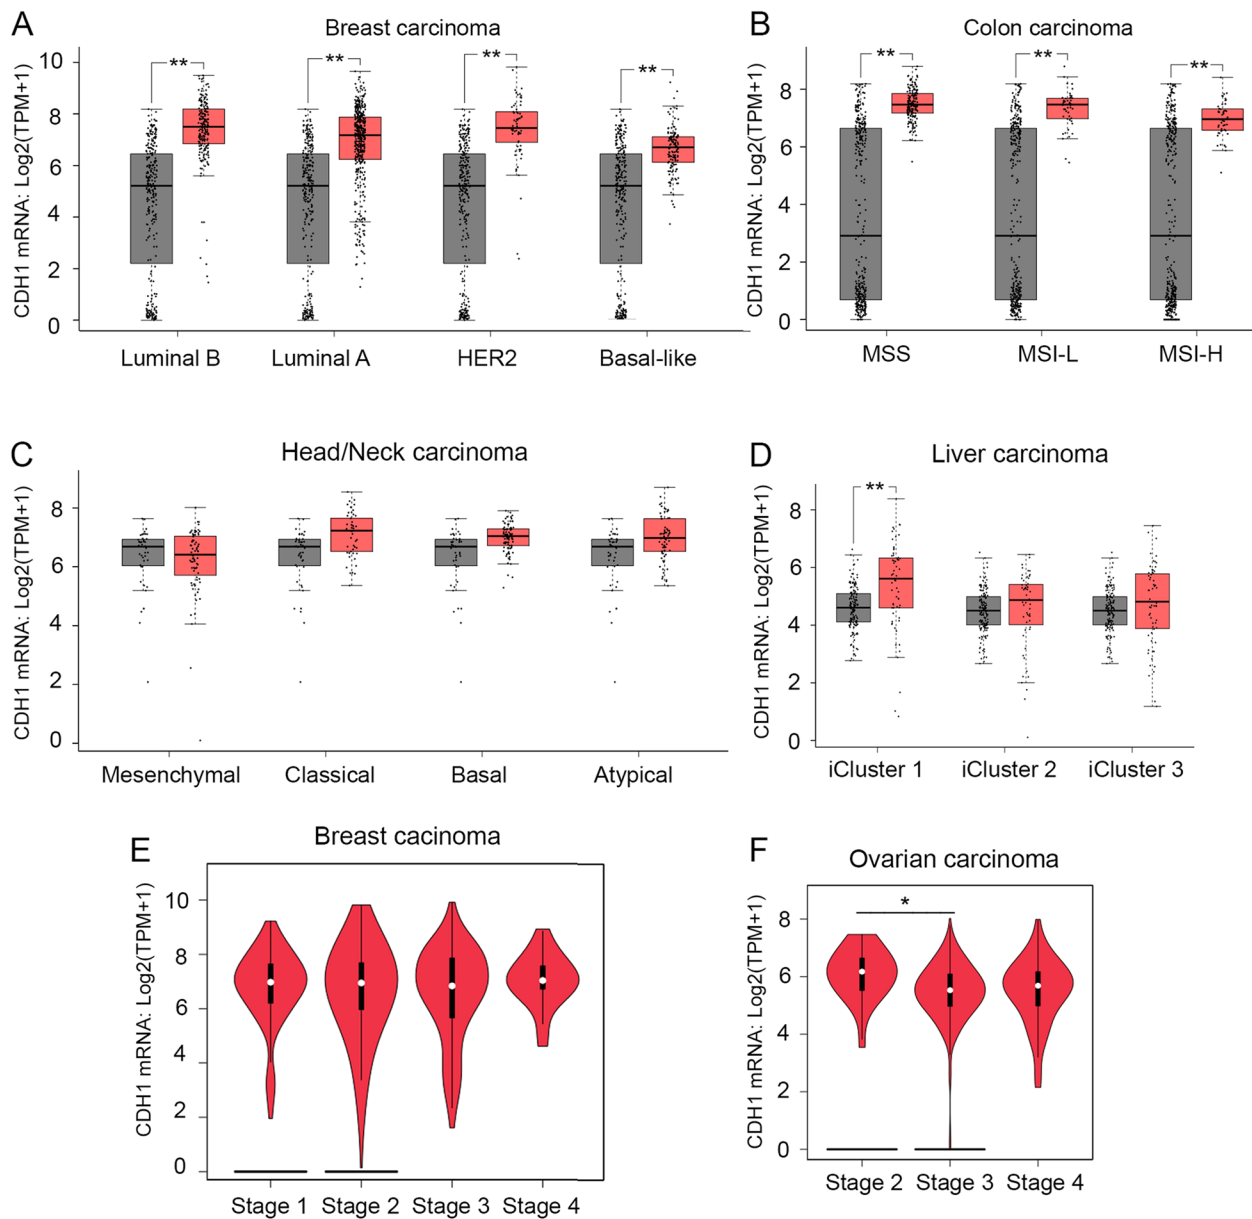 A
Breast carcinoma
CDH1 mRNA: Log2(TPM+1)
10
8
6
4
2
0
** ** ** **
Luminal B Luminal A HER2 Basal-like
B
Colon carcinoma
CDH1 mRNA: Log2(TPM+1)
8
6
4
2
0
** ** **
MSS MSI-L MSI-H
C
Head/Neck carcinoma
CDH1 mRNA: Log2(TPM+1)
8
6
4
2
0
Mesenchymal Classical Basal Atypical
D
Liver carcinoma
CDH1 mRNA: Log2(TPM+1)
8
6
4
2
0
**
iCluster 1 iCluster 2 iCluster 3
E
Breast cacinoma
CDH1 mRNA: Log2(TPM+1)
10
8
6
4
2
0
Stage 1 Stage 2 Stage 3 Stage 4
F
Ovarian carcinoma
CDH1 mRNA: Log2(TPM+1)
8
6
4
2
0
*
Stage 2 Stage 3 Stage 4